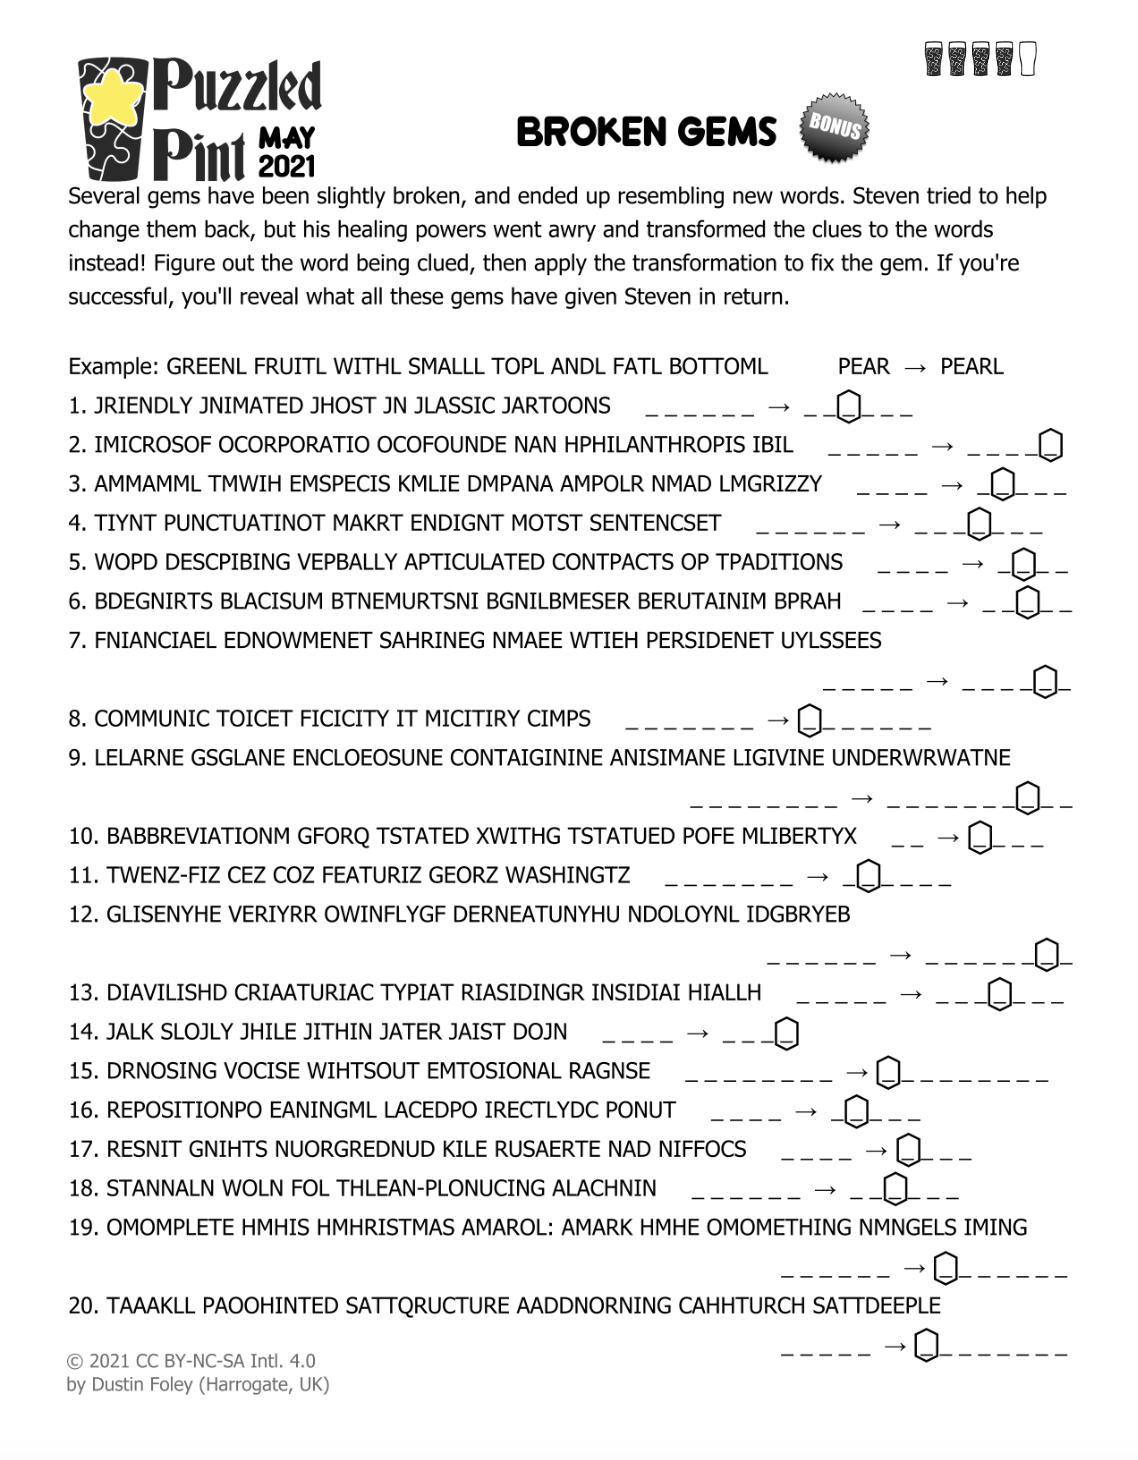 Puzzled
Pint MAY
2021
BROKEN GEMS BONUS
Several gems have been slightly broken, and ended up resembling new words. Steven tried to help
change them back, but his healing powers went awry and transformed the clues to the words
instead! Figure out the word being clued, then apply the transformation to fix the gem. If you're
successful, you'll reveal what all these gems have given Steven in return.
Example: GREENL FRUITL WITHL SMALLL TOPL ANDL FATL BOTTOML PEAR → PEARL
1. JRIENDLY JNIMATED JHOST JN JLASSIC JARTOONS _ _ _ _ _ _ → _ _ _ _ _ _
2. IMICROSOF OCORPORATIO OCOFOUNDE NAN HPHILANTHROPIS IBIL _ _ _ _ _ → _ _ _ _ _
3. AMMAMML TMWIH EMSPECIS KMLIE DMPANA AMPOLR NMAD LMGRIZZY _ _ _ _ → _ _ _ _ _
4. TIYNT PUNCTUATINOT MAKRT ENDIGNT MOTST SENTENCSET _ _ _ _ _ _ → _ _ _ _ _ _ _
5. WOPD DESCPIBING VEPBALLY APTICULATED CONTPACTS OP TPADITIONS _ _ _ _ → _ _ _ _
6. BDEGNIRTS BLACISUM BTNEMURTSNI BGNILBMESER BERUTAINIM BPRAH _ _ _ _ → _ _ _ _ _
7. FNIANCIAEL EDNOWMENET SAHRINEG NMAEE WTIEH PERSIDENET UYLSSEES
_ _ _ _ _ → _ _ _ _ _ _
8. COMMUNIC TOICET FICICITY IT MICITIRY CIMPS _ _ _ _ _ _ _ → _ _ _ _ _ _ _
9. LELARNE GSGLANE ENCLOEOSUNE CONTAIGININE ANISIMANE LIGIVINE UNDERWRWATNE
_ _ _ _ _ _ _ _ → _ _ _ _ _ _ _ _ _ _
10. BABBREVIATIONM GFORQ TSTATED XWITHG TSTATUED POFE MLIBERTYX _ _ → _ _ _ _
11. TWENZ-FIZ CEZ COZ FEATURIZ GEORZ WASHINGTZ _ _ _ _ _ _ _ → _ _ _ _ _ _
12. GLISENYHE VERIYRR OWINFLYGF DERNEATUNYHU NDOLOYNL IDGBRYEB
_ _ _ _ _ _ → _ _ _ _ _ _ _ _
13. DIAVILISHD CRIAATURIAC TYPIAT RIASIDINGR INSIDIAI HIALLH _ _ _ _ _ → _ _ _ _ _ _ _
14. JALK SLOJLY JHILE JITHIN JATER JAIST DOJN _ _ _ _ → _ _ _ _
15. DRNOSING VOCISE WIHTSOUT EMTOSIONAL RAGNSE _ _ _ _ _ _ _ _ → _ _ _ _ _ _ _ _ _
16. REPOSITIONPO EANINGML LACEDPO IRECTLYDC PONUT _ _ _ _ → _ _ _ _ _
17. RESNIT GNIHTS NUORGREDNUD KILE RUSAERTE NAD NIFFOCS _ _ _ _ → _ _ _ _
18. STANNALN WOLN FOL THLEAN-PLONUCING ALACHNIN _ _ _ _ _ _ → _ _ _ _ _ _
19. OMOMPLETE HMHIS HMHRISTMAS AMAROL: AMARK HMHE OMOMETHING NMNGELS IMING
_ _ _ _ _ _ → _ _ _ _ _ _ _
20. TAAAKLL PAOOHINTED SATTQRUCTURE AADDNORNING CAHHTURCH SATTDEEPLE
_ _ _ _ _ → _ _ _ _ _ _ _ _
© 2021 CC BY-NC-SA Intl. 4.0
by Dustin Foley (Harrogate, UK)